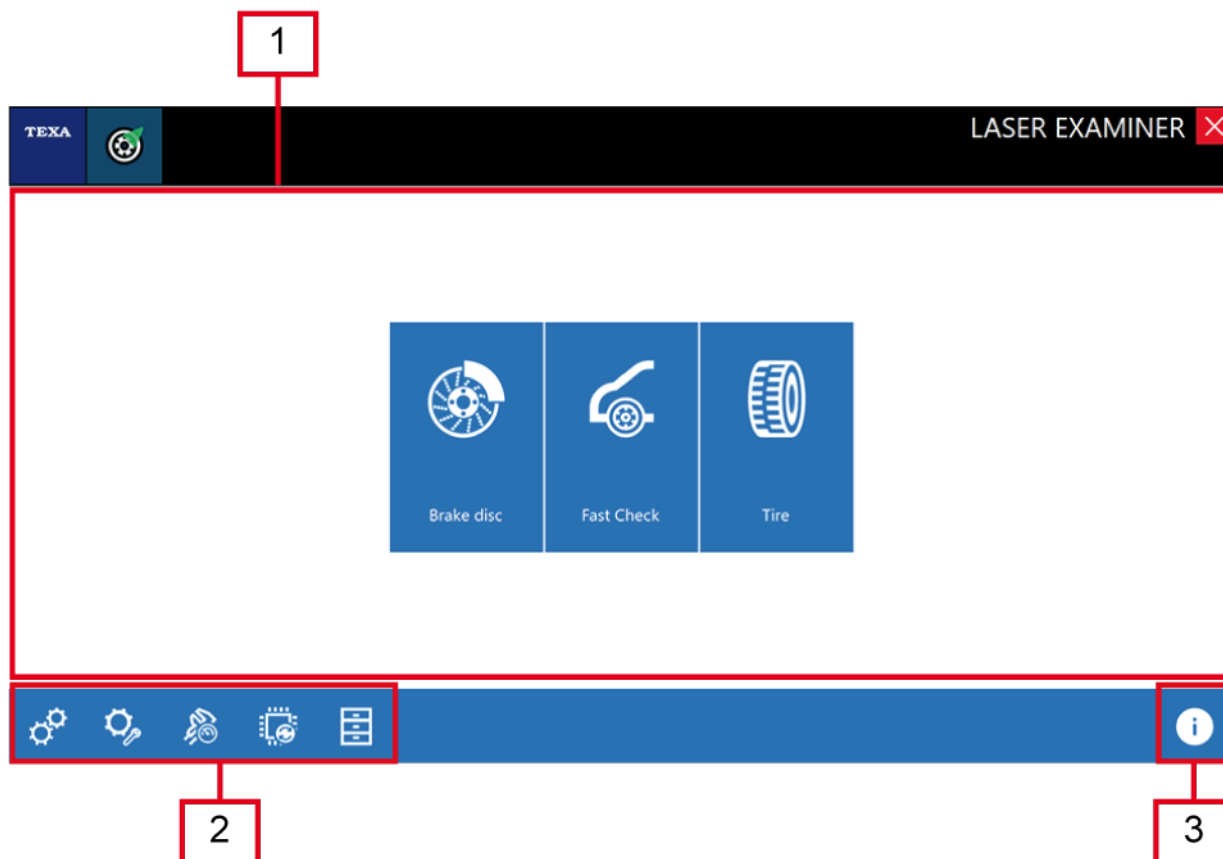 1
TEXA
LASER EXAMINER
Brake disc
Fast Check
Tire
i
2
3